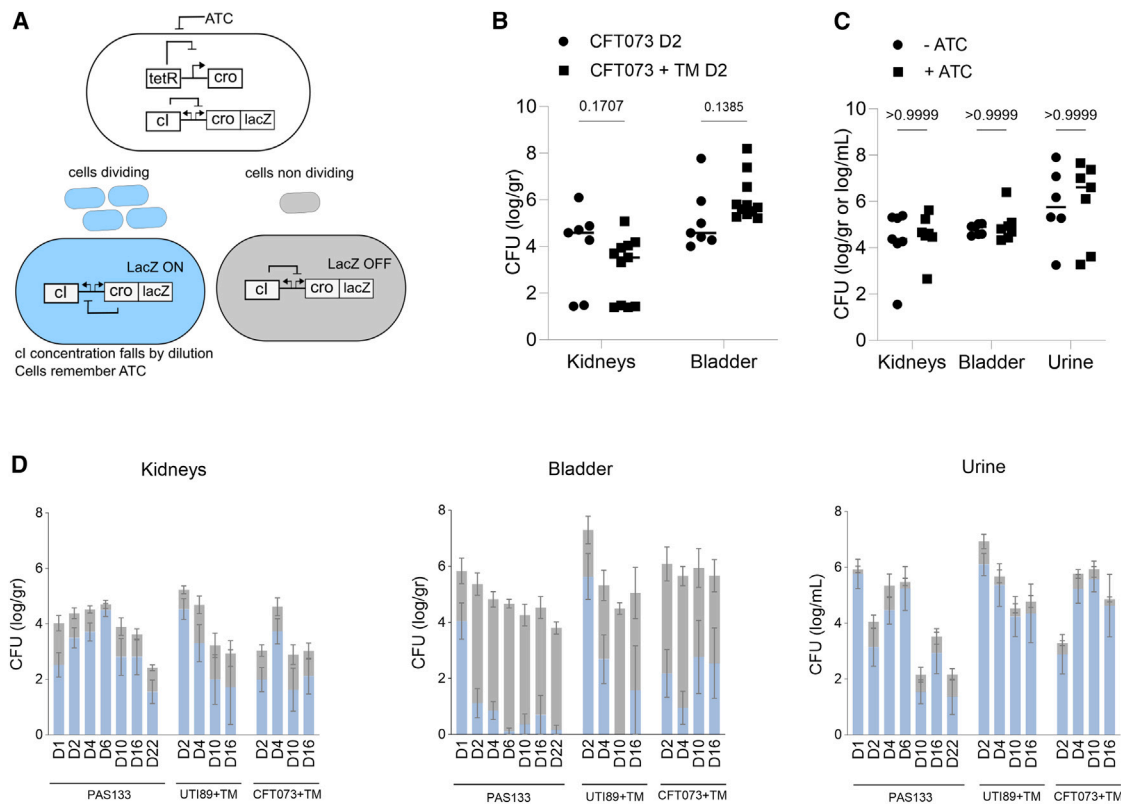 A
ATC
tetR
cro
cI
cro
lacZ
cells dividing
cells non dividing
LacZ ON
cI
cro
lacZ
LacZ OFF
cI
cro
lacZ
cI concentration falls by dilution
Cells remember ATC
B
CFT073 D2
CFT073 + TM D2
CFU (log/gr)
10
8
6
4
2
0
0.1707
0.1385
Kidneys
Bladder
C
- ATC
+ ATC
CFU (log/gr or log/mL)
10
8
6
4
2
0
>0.9999
>0.9999
>0.9999
Kidneys
Bladder
Urine
D
Kidneys
CFU (log/gr)
8
6
4
2
0
D1 D2 D4 D6 D10 D16 D22 D2 D4 D10 D16 D2 D4 D10 D16
PAS133 UTI89+TM CFT073+TM
Bladder
CFU (log/gr)
8
6
4
2
0
D1 D2 D4 D6 D10 D16 D22 D2 D4 D10 D16 D2 D4 D10 D16
PAS133 UTI89+TM CFT073+TM
Urine
CFU (log/mL)
8
6
4
2
0
D1 D2 D4 D6 D10 D16 D22 D2 D4 D10 D16 D2 D4 D10 D16
PAS133 UTI89+TM CFT073+TM